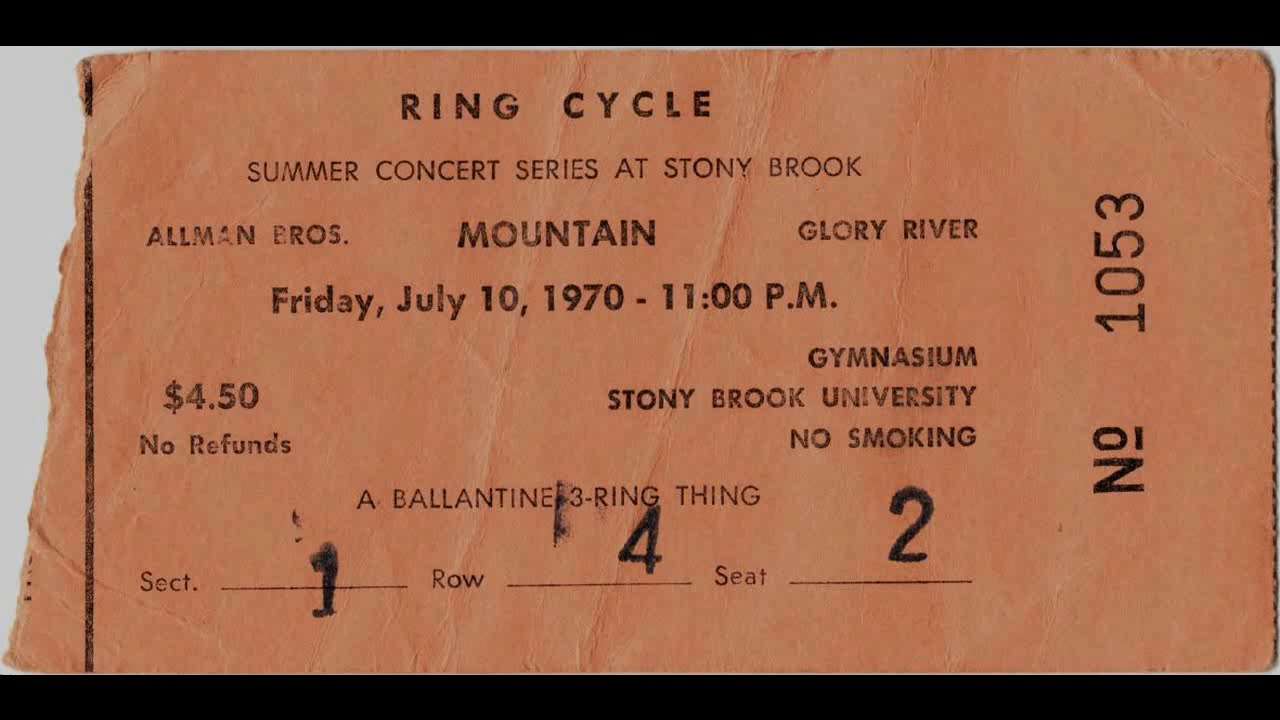 RING CYCLE
SUMMER CONCERT SERIES AT STONY BROOK
ALLMAN BROS. MOUNTAIN GLORY RIVER
Friday, July 10, 1970 - 11:00 P.M.
GYMNASIUM
$4.50 STONY BROOK UNIVERSITY
No Refunds NO SMOKING
A BALLANTINE 3-RING THING
Sect. 1 Row 4 Seat 2
Nº 1053